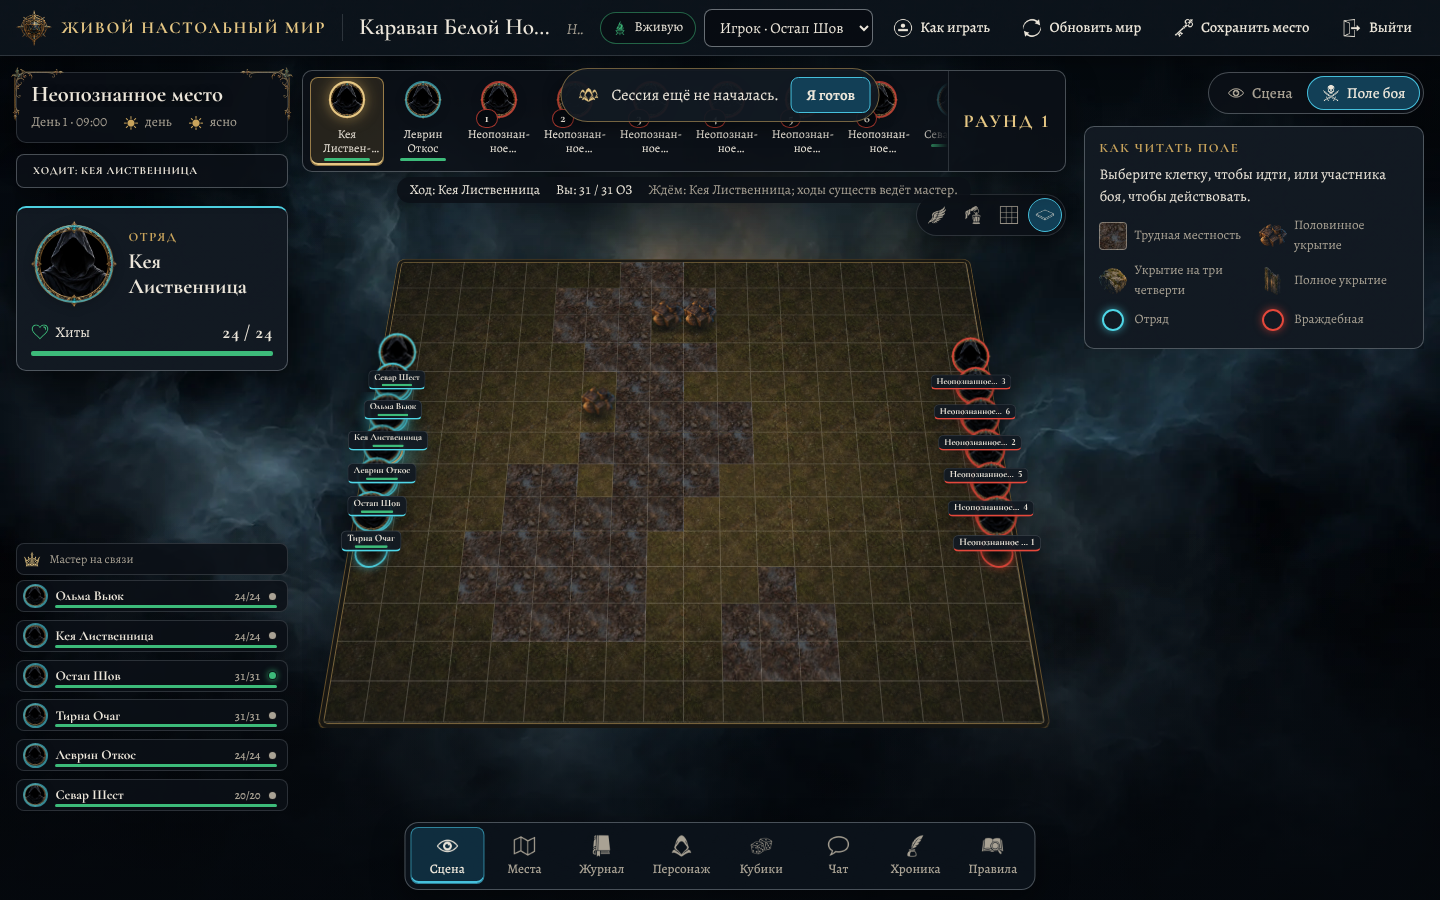 ЖИВОЙ НАСТОЛЬНЫЙ МИР
Караван Белой Но...
Н..
Вживую
Игрок · Остап Шов
Как играть
Обновить мир
Сохранить место
Выйти
Неопознанное место
День 1 · 09:00
день
ясно
ХОДИТ: КЕЯ ЛИСТВЕННИЦА
ОТРЯД
Кея
Лиственница
Хиты
24 / 24
Мастер на связи
Ольма Вьюк 24/24
Кея Лиственница 24/24
Остап Шов 31/31
Тирна Очаг 31/31
Леврин Откос 24/24
Севар Шест 20/20
Кея
Листвен-...
Леврин
Откос
1
Неопознан-
ное...
2
Неопознан-
ное...
Неопознан-
ное...
Неопознан-
ное...
Неопознан-
ное...
Неопознан-
ное...
Сессия ещё не началась.
Я готов
РАУНД 1
Ход: Кея Лиственница
Вы: 31 / 31 ОЗ
Ждём: Кея Лиственница; ходы существ ведёт мастер.
Севар Шест
Ольма Вьюк
Кея Лиственница
Леврин Откос
Остап Шов
Тирна Очаг
Неопознанное... 3
Неопознанное... 6
Неопознанное... 2
Неопознанное... 5
Неопознанное... 4
Неопознанное ... 1
Сцена
Поле боя
КАК ЧИТАТЬ ПОЛЕ
Выберите клетку, чтобы идти, или участника
боя, чтобы действовать.
Трудная местность
Половинное
укрытие
Укрытие на три
четверти
Полное укрытие
Отряд
Враждебная
Сцена
Места
Журнал
Персонаж
Кубики
Чат
Хроника
Правила